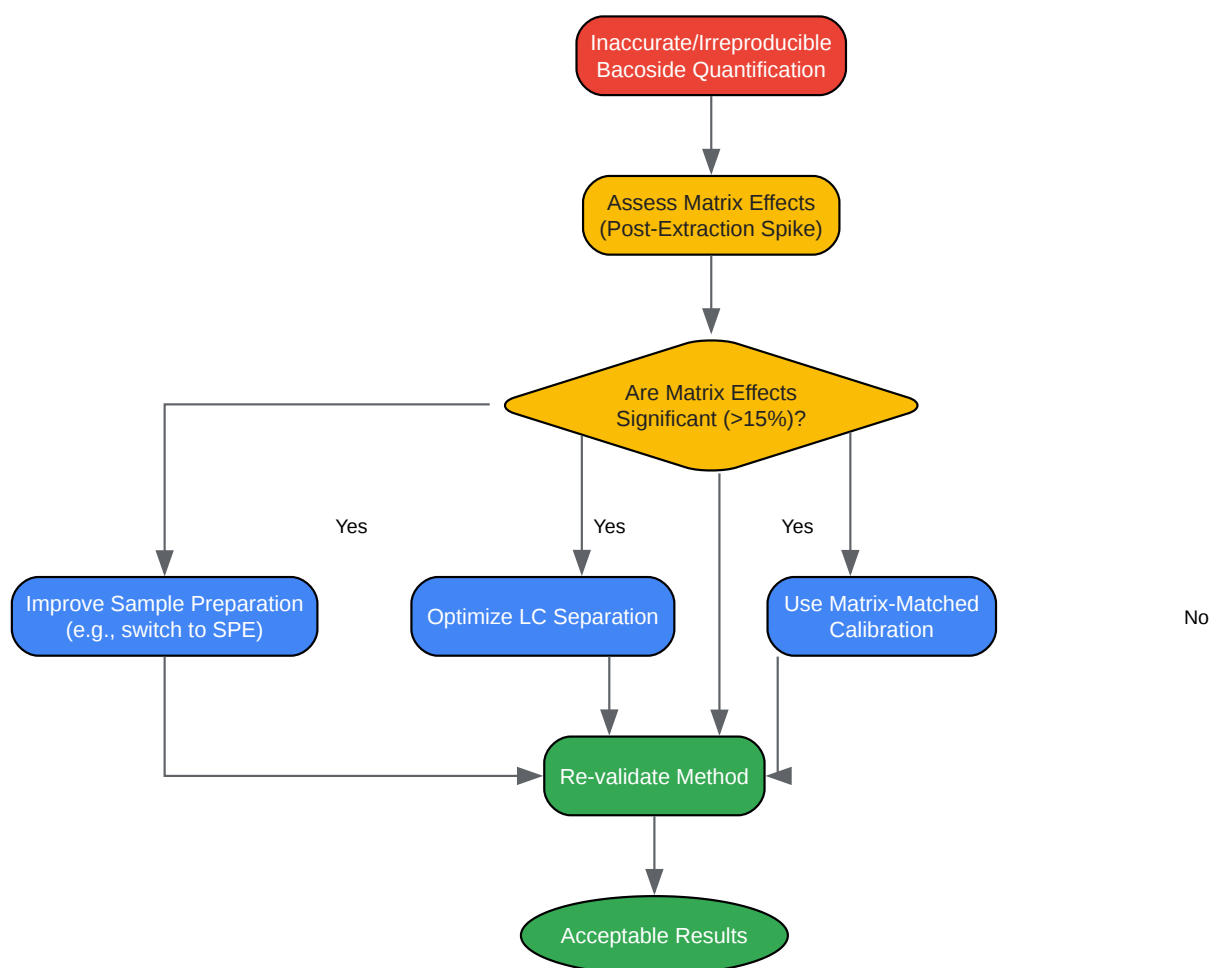 Inaccurate/Irreproducible
Bacoside Quantification
Assess Matrix Effects
(Post-Extraction Spike)
Are Matrix Effects
Significant (>15%)?
Yes
Yes
Yes
Improve Sample Preparation
(e.g., switch to SPE)
Optimize LC Separation
Use Matrix-Matched
Calibration
No
Re-validate Method
Acceptable Results